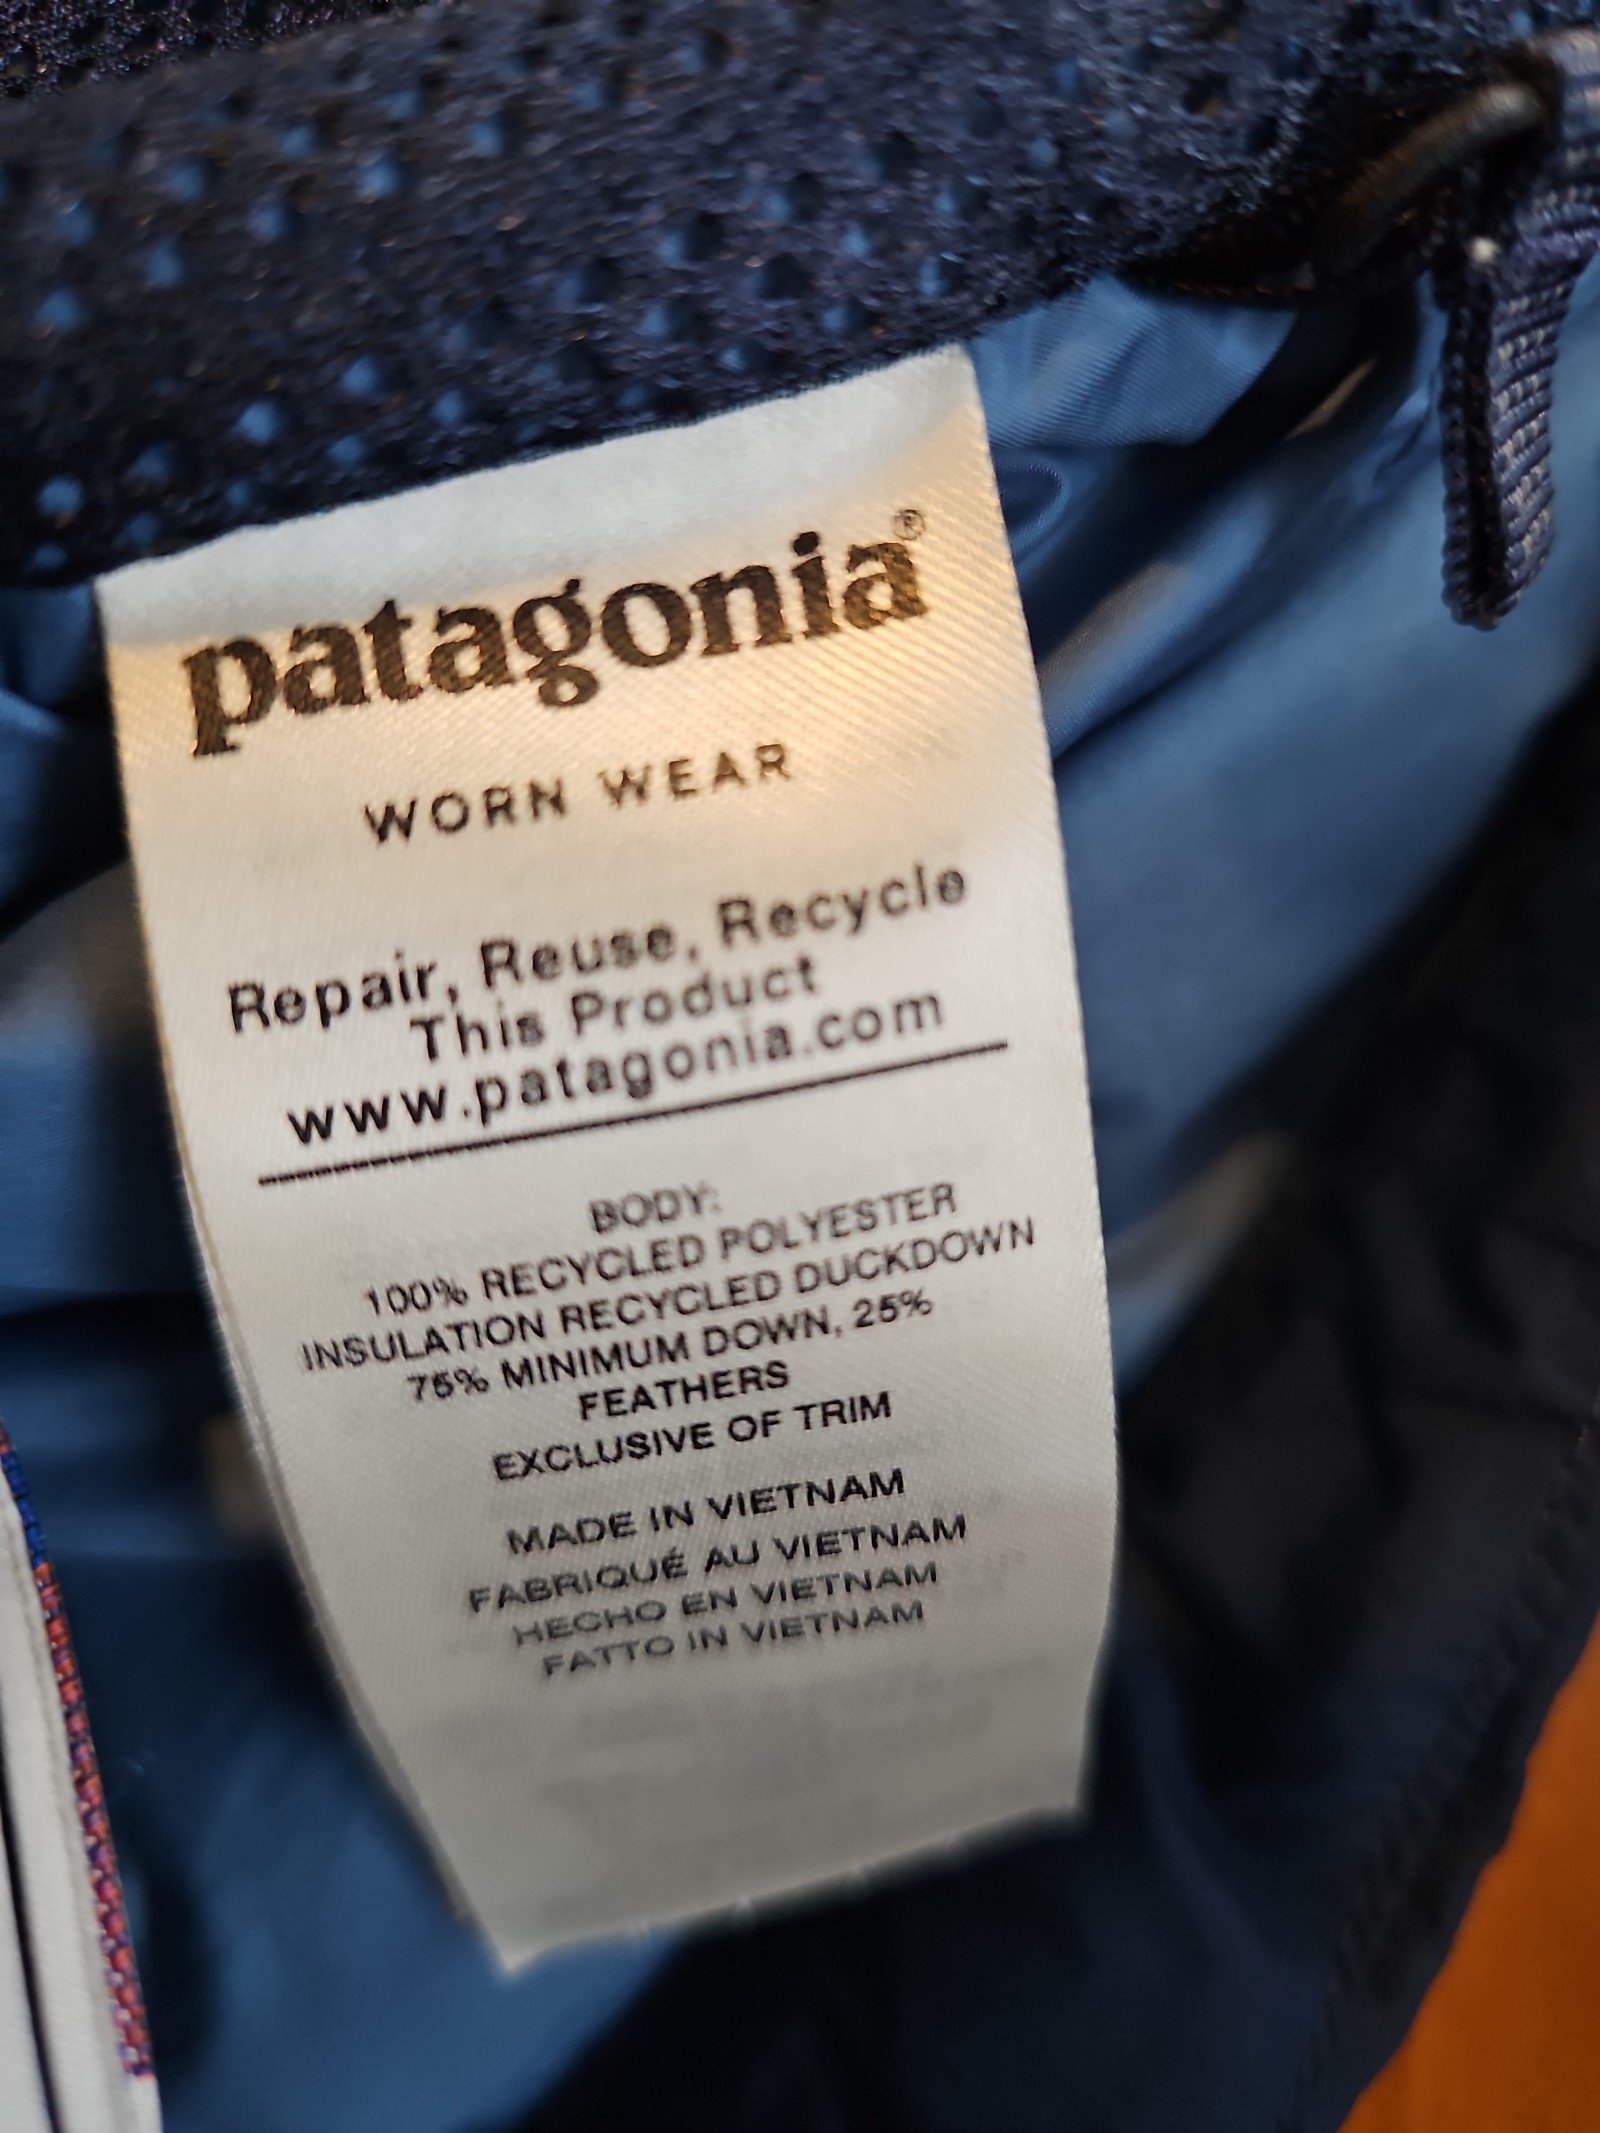 patagonia®
WORN WEAR
Repair, Reuse, Recycle
This Product
www.patagonia.com
BODY:
100% RECYCLED POLYESTER
INSULATION RECYCLED DUCKDOWN
75% MINIMUM DOWN, 25%
FEATHERS
EXCLUSIVE OF TRIM
MADE IN VIETNAM
FABRIQUÉ AU VIETNAM
HECHO EN VIETNAM
FATTO IN VIETNAM